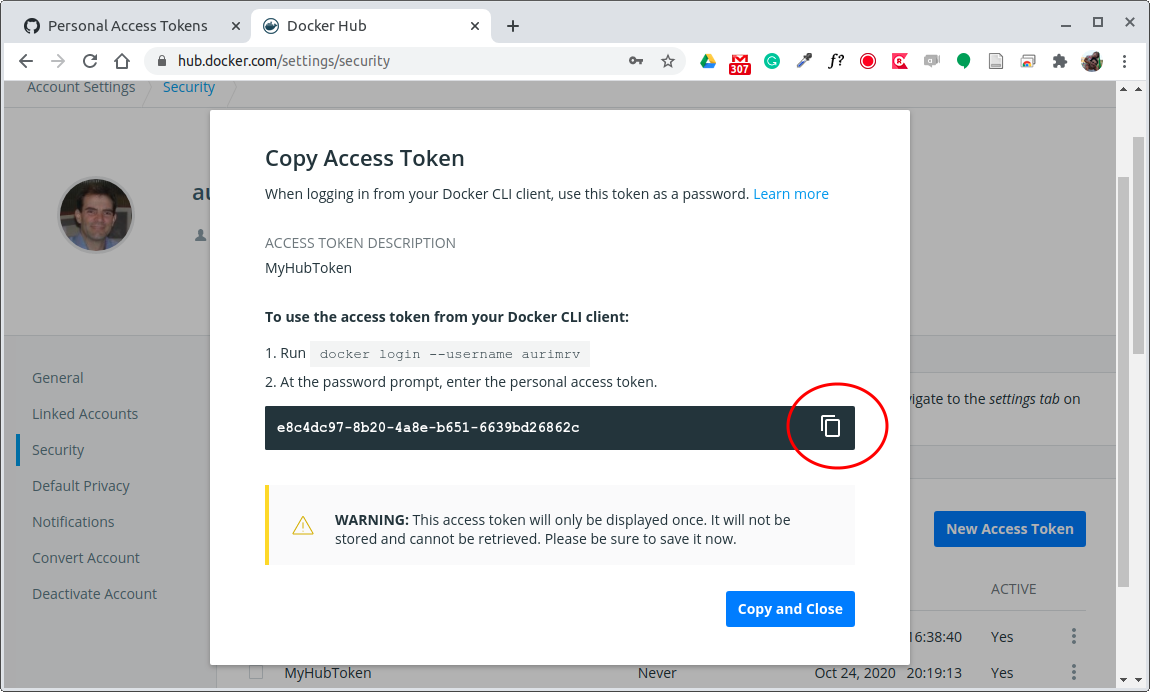 Personal Access Tokens
Docker Hub
hub.docker.com/settings/security
f?
307
Account Settings
Security
Copy Access Token
When logging in from your Docker CLI client, use this token as a password. Learn more
ACCESS TOKEN DESCRIPTION
MyHubToken
To use the access token from your Docker CLI client:
1. Run docker login --username aurimrv
2. At the password prompt, enter the personal access token.
e8c4dc97-8b20-4a8e-b651-6639bd26862c
WARNING: This access token will only be displayed once. It will not be
stored and cannot be retrieved. Please be sure to save it now.
Copy and Close
General
Linked Accounts
Security
Default Privacy
Notifications
Convert Account
Deactivate Account
to the settings tab on
New Access Token
ACTIVE
16:38:40 Yes
MyHubToken Never Oct 24, 2020 20:19:13 Yes